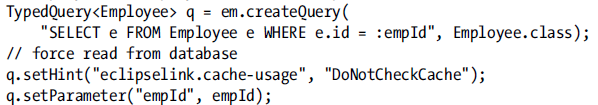 TypedQuery<Employee> q = em.createQuery(
"SELECT e FROM Employee e WHERE e.id = :empId", Employee.class);
// force read from database
q.setHint("eclipselink.cache-usage", "DoNotCheckCache");
q.setParameter("empId", empId);